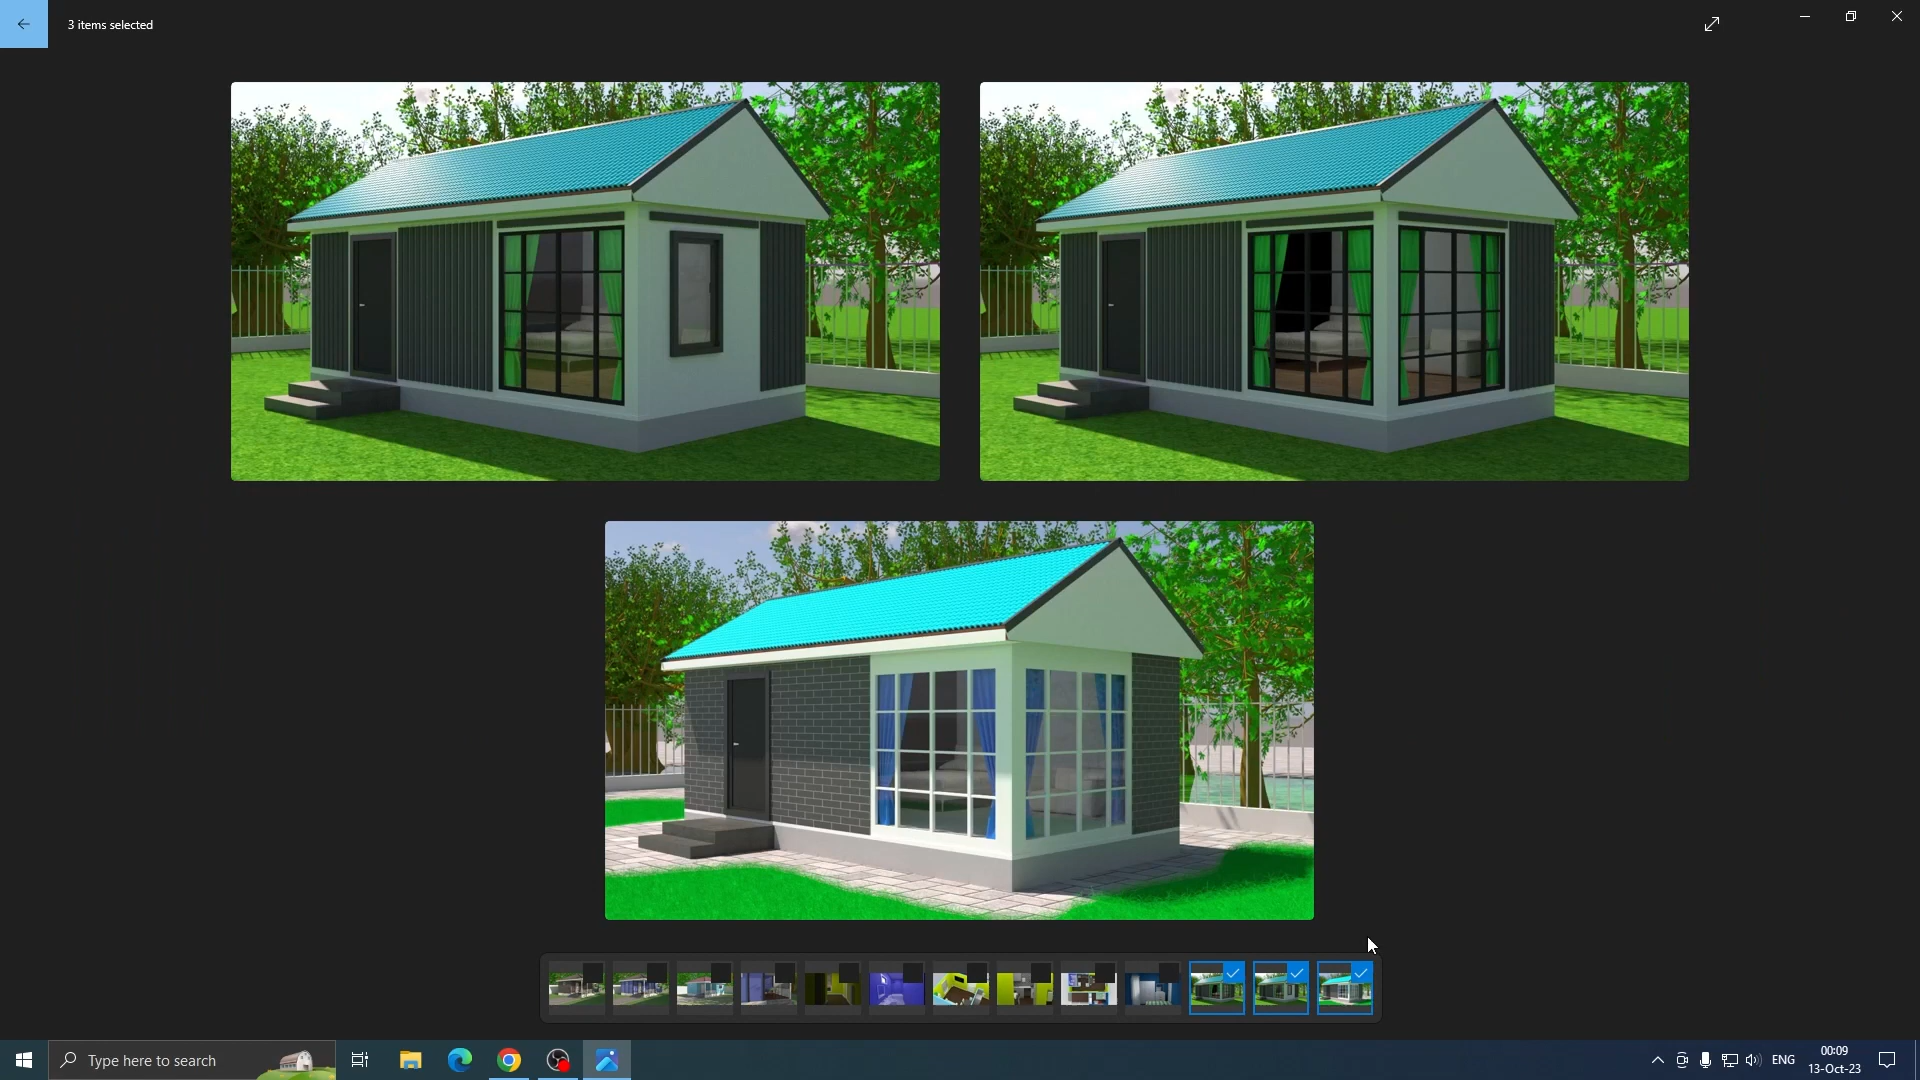 3 items selected
Type here to search
ENG
00:09
13-Oct-23